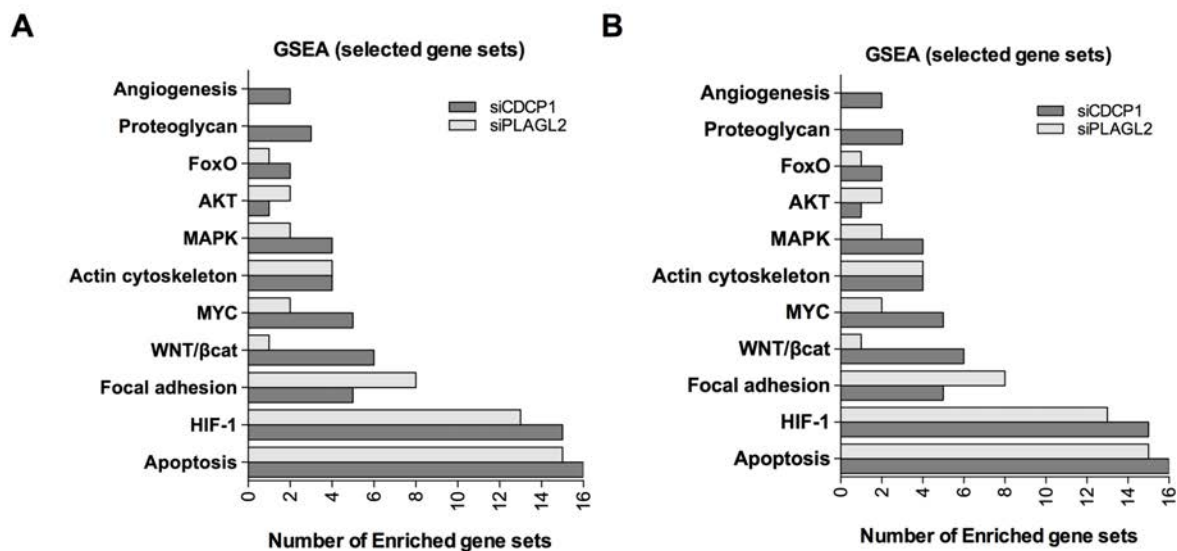 A
GSEA (selected gene sets)
Angiogenesis
Proteoglycan
FoxO
AKT
MAPK
Actin cytoskeleton
MYC
WNT/βcat
Focal adhesion
HIF-1
Apoptosis
siCDCP1
siPLAGL2
0 2 4 6 8 10 12 14 16
Number of Enriched gene sets
B
GSEA (selected gene sets)
Angiogenesis
Proteoglycan
FoxO
AKT
MAPK
Actin cytoskeleton
MYC
WNT/βcat
Focal adhesion
HIF-1
Apoptosis
siCDCP1
siPLAGL2
0 2 4 6 8 10 12 14 16
Number of Enriched gene sets